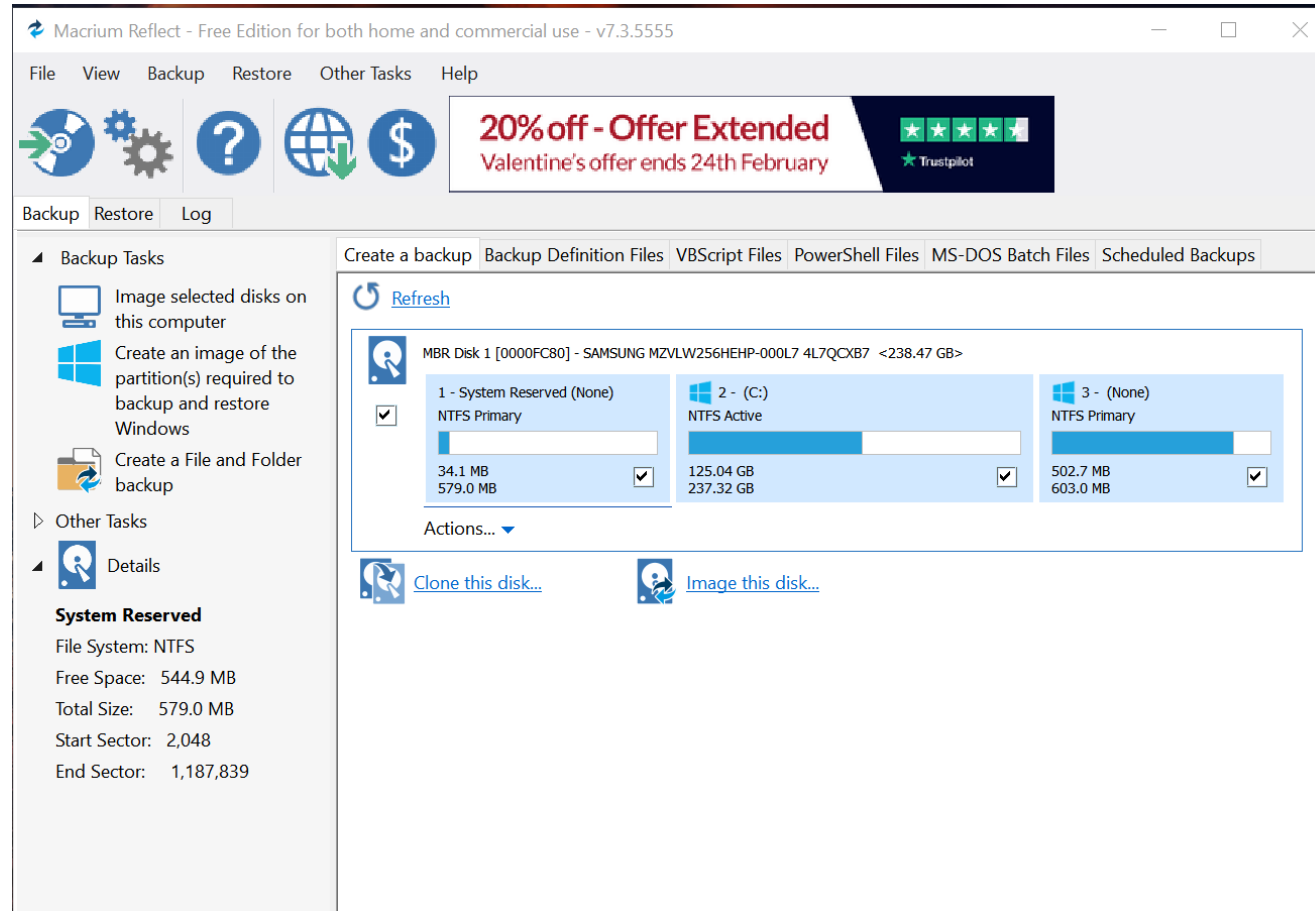 Macrium Reflect - Free Edition for both home and commercial use - v7.3.5555
File View Backup Restore Other Tasks Help
20% off - Offer Extended
Valentine's offer ends 24th February
Trustpilot
Backup Restore Log
Backup Tasks
Image selected disks on
this computer
Create an image of the
partition(s) required to
backup and restore
Windows
Create a File and Folder
backup
Other Tasks
Details
System Reserved
File System: NTFS
Free Space: 544.9 MB
Total Size: 579.0 MB
Start Sector: 2,048
End Sector: 1,187,839
Create a backup Backup Definition Files VBScript Files PowerShell Files MS-DOS Batch Files Scheduled Backups
Refresh
MBR Disk 1 [0000FC80] - SAMSUNG MZVLW256HEHP-000L7 4L7QCXB7 <238.47 GB>
1 - System Reserved (None)
NTFS Primary
34.1 MB
579.0 MB
2 - (C:)
NTFS Active
125.04 GB
237.32 GB
3 - (None)
NTFS Primary
502.7 MB
603.0 MB
Actions...
Clone this disk... Image this disk...